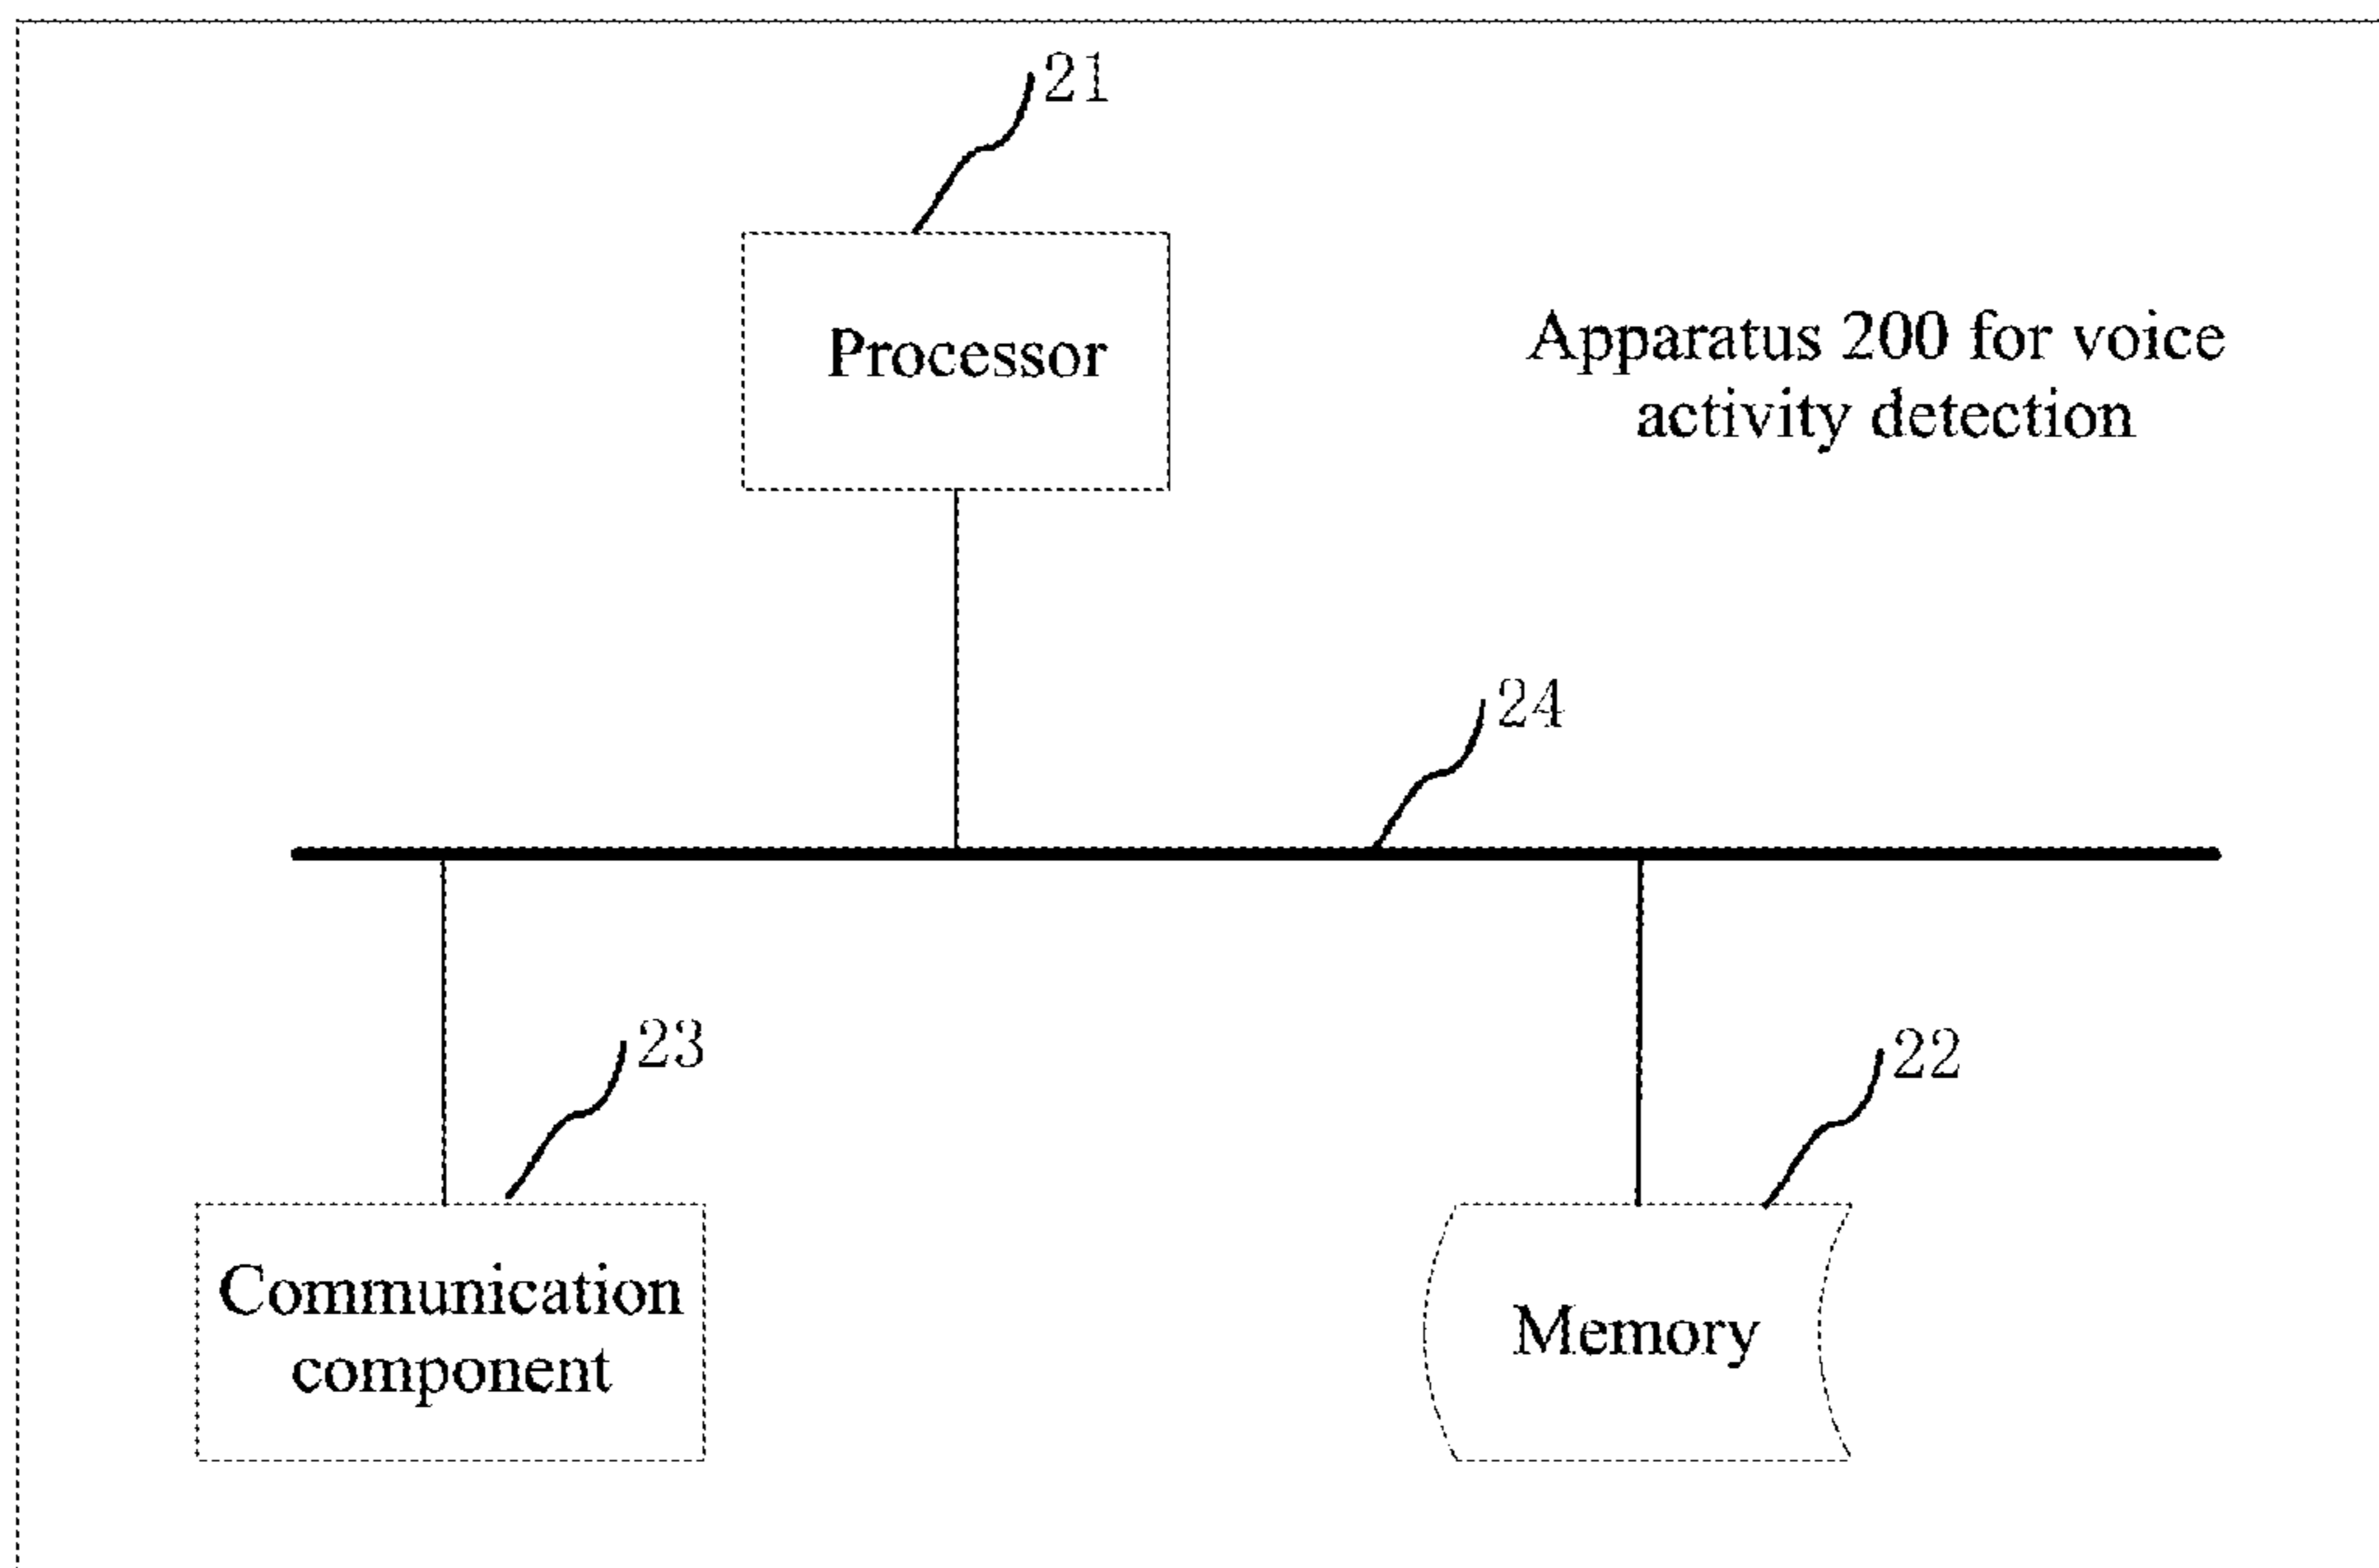 21
Processor
Apparatus 200 for voice
activity detection
24
23
22
Communication
component
Memory